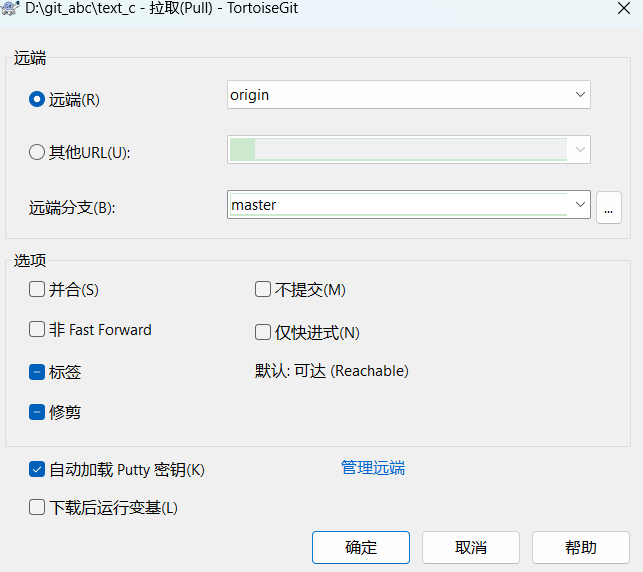 D:\git_abc\text_c - 拉取(Pull) - TortoiseGit
远端
远端(R)
origin
其他URL(U):
远端分支(B):
master
...
选项
并合(S)
不提交(M)
非 Fast Forward
仅快进式(N)
标签
默认: 可达 (Reachable)
修剪
自动加载 Putty 密钥(K)
管理远端
下载后运行变基(L)
确定
取消
帮助